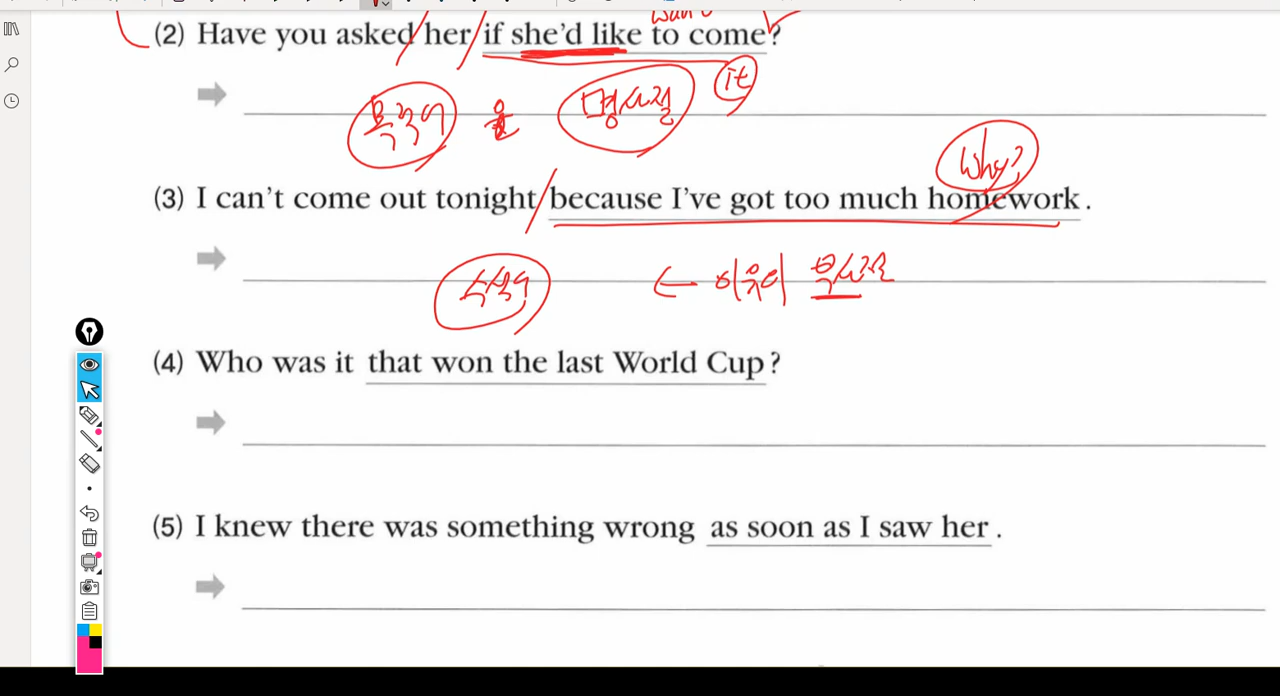 want
(2) Have you asked her if she'd like to come?
it
목적어 을 명사절
Why?
(3) I can't come out tonight because I've got too much homework.
수식어 ← 이유의 부사절
(4) Who was it that won the last World Cup?
(5) I knew there was something wrong as soon as I saw her.